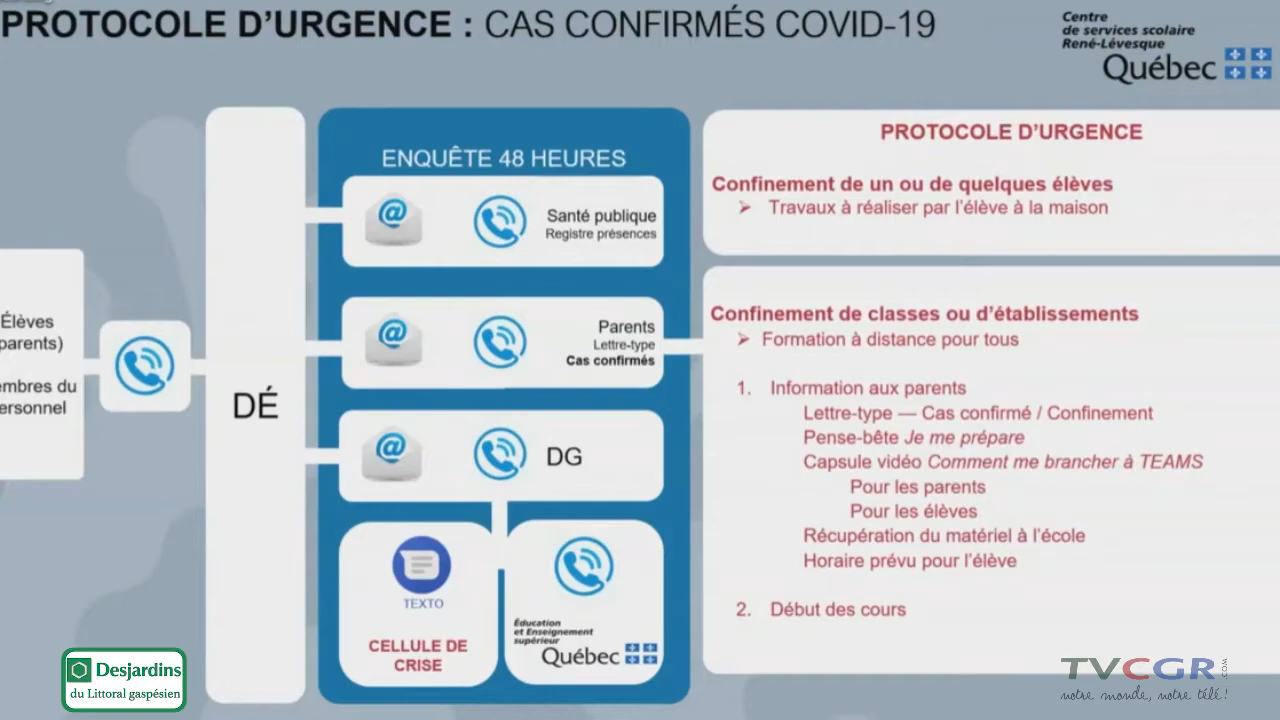 PROTOCOLE D'URGENCE : CAS CONFIRMÉS COVID-19
Centre
de services scolaire
René-Lévesque
Québec
Élèves
parents)
embres du
ersonnel
DÉ
ENQUÊTE 48 HEURES
@
Santé publique
Registre présences
@
Parents
Lettre-type
Cas confirmés
@
DG
TEXTO
CELLULE DE
CRISE
Éducation
et Enseignement
supérieur
Québec
PROTOCOLE D'URGENCE
Confinement de un ou de quelques élèves
➢ Travaux à réaliser par l'élève à la maison
Confinement de classes ou d'établissements
➢ Formation à distance pour tous
1. Information aux parents
Lettre-type — Cas confirmé / Confinement
Pense-bête Je me prépare
Capsule vidéo Comment me brancher à TEAMS
Pour les parents
Pour les élèves
Récupération du matériel à l'école
Horaire prévu pour l'élève
2. Début des cours
Desjardins
du Littoral gaspésien
TVCGR.com
notre monde, notre télé!